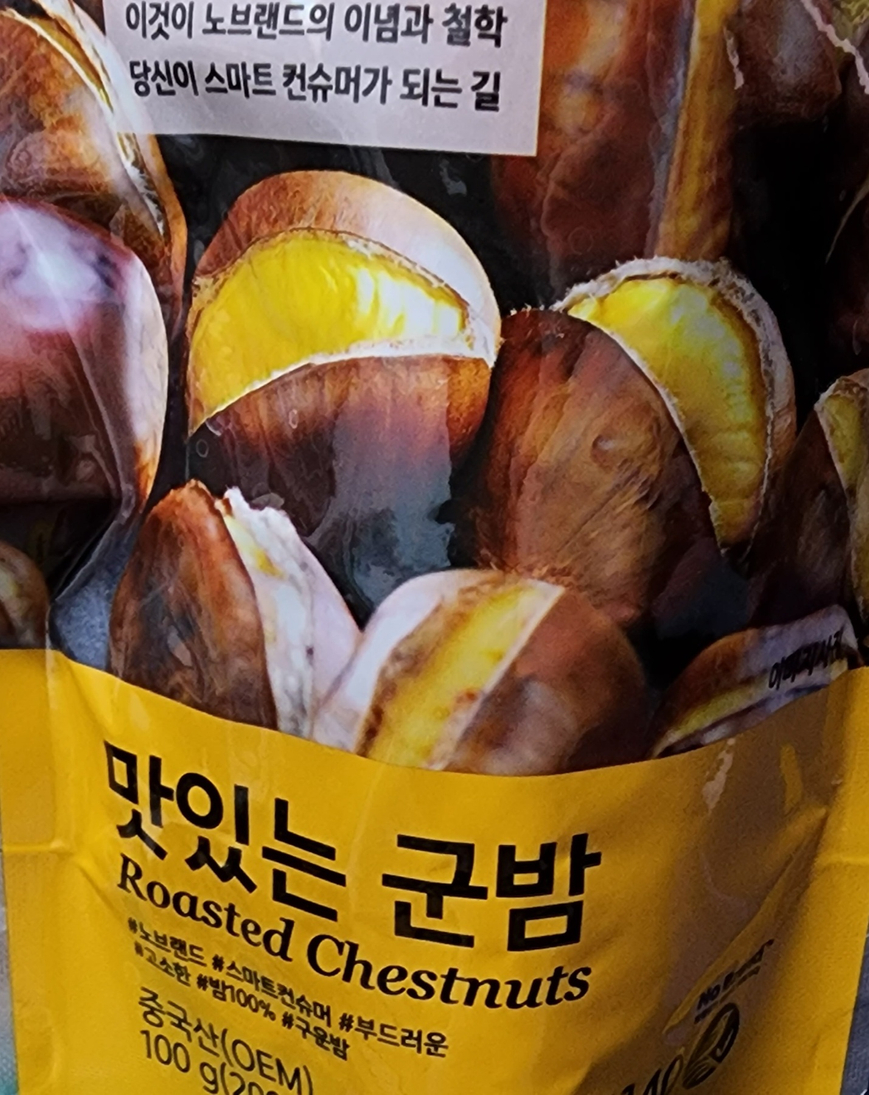 이것이 노브랜드의 이념과 철학
당신이 스마트 컨슈머가 되는 길
맛있는 군밤
Roasted Chestnuts
#노브랜드 #스마트컨슈머 #부드러운
#고소한 #밤100% #구운밤
No Brand
중국산(OEM)
100 g